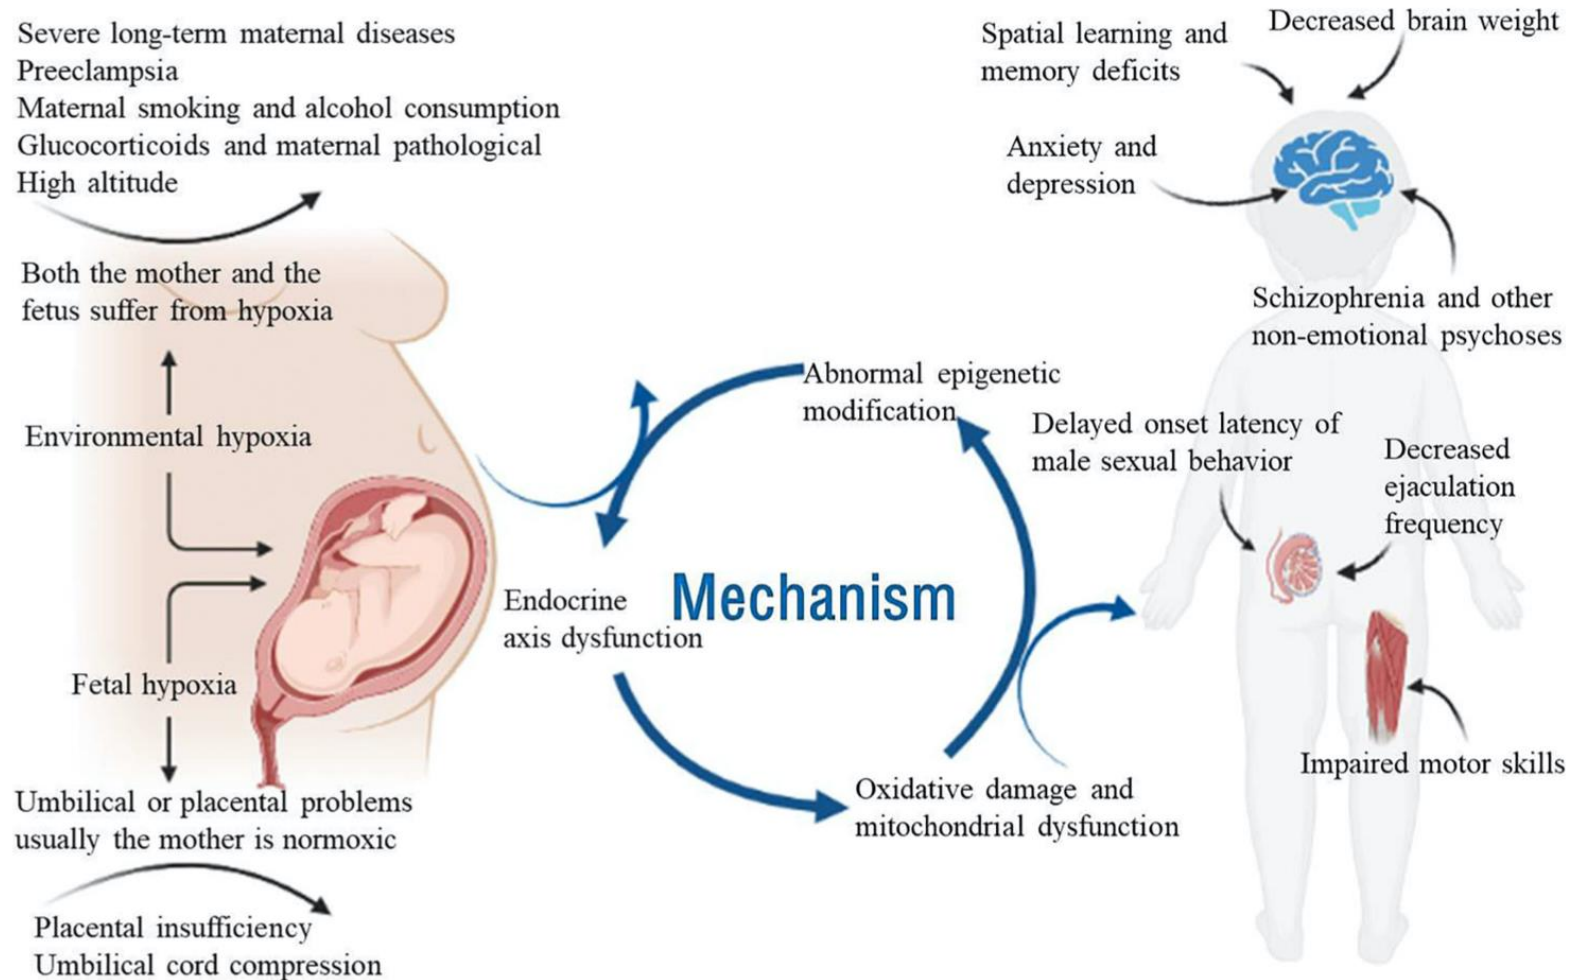 Severe long-term maternal diseases
Preeclampsia
Maternal smoking and alcohol consumption
Glucocorticoids and maternal pathological
High altitude
Both the mother and the
fetus suffer from hypoxia
Environmental hypoxia
Fetal hypoxia
Umbilical or placental problems
usually the mother is normoxic
Placental insufficiency
Umbilical cord compression
Abnormal epigenetic
modification
Endocrine
axis dysfunction
Mechanism
Oxidative damage and
mitochondrial dysfunction
Spatial learning and
memory deficits
Decreased brain weight
Anxiety and
depression
Schizophrenia and other
non-emotional psychoses
Delayed onset latency of
male sexual behavior
Decreased
ejaculation
frequency
Impaired motor skills